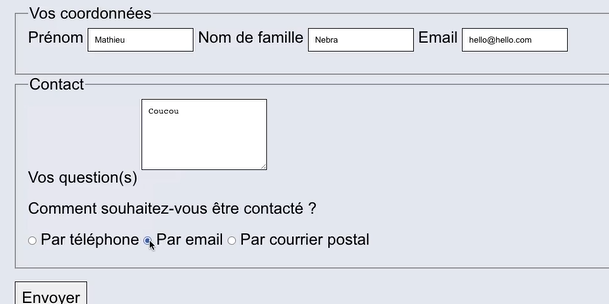 Vos coordonnées
Prénom Mathieu Nom de famille Nebra Email hello@hello.com
Contact
Coucou
Vos question(s)
Comment souhaitez-vous être contacté ?
Par téléphone Par email Par courrier postal
Envoyer